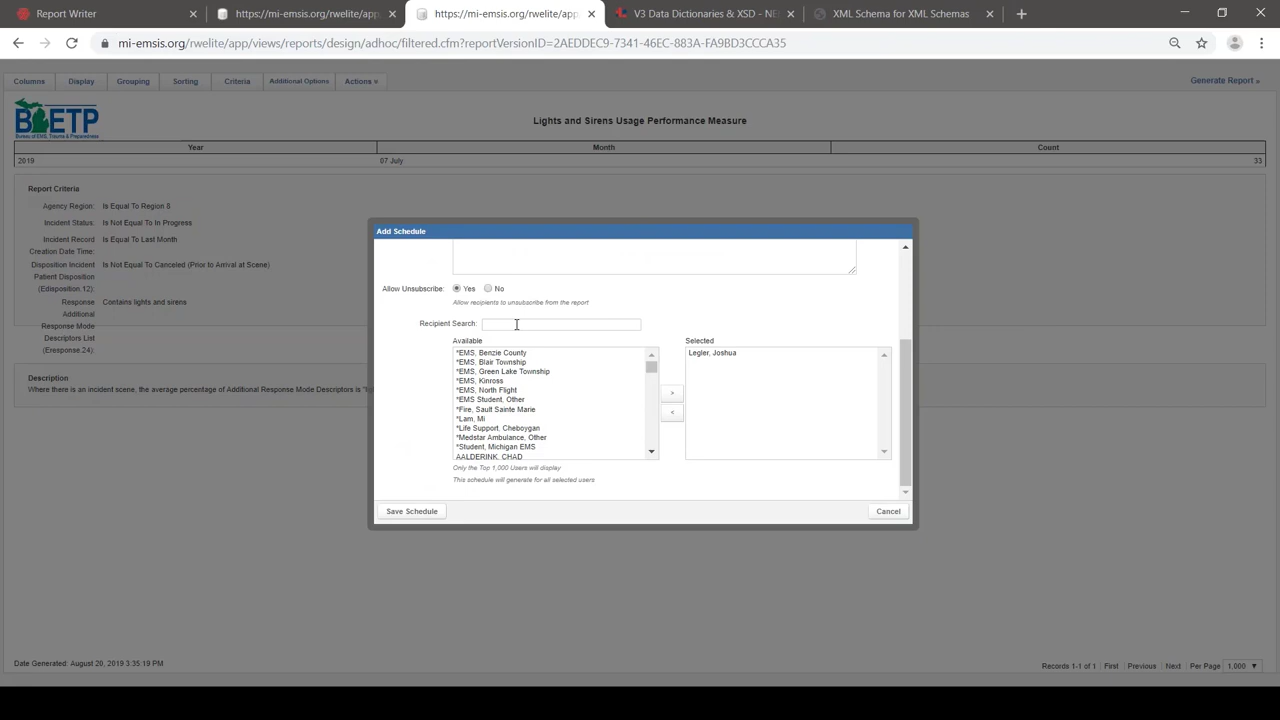 Report Writer
https://mi-emsis.org/rwelite/app
https://mi-emsis.org/rwelite/app
V3 Data Dictionaries & XSD - NE
XML Schema for XML Schemas
mi-emsis.org/rwelite/app/views/reports/design/adhoc/filtered.cfm?reportVersionID=2AEDDEC9-7341-46EC-883A-FA9BD3CCCA35
Columns
Display
Grouping
Sorting
Criteria
Additional Options
Actions »
Generate Report »
BETP
Bureau of EMS, Trauma & Preparedness
Lights and Sirens Usage Performance Measure
Year Month Count
2019 07 July 33
Report Criteria
Agency Region: Is Equal To Region 8
Incident Status: Is Not Equal To In Progress
Incident Record Is Equal To Last Month
Creation Date Time:
Disposition Incident Is Not Equal To Canceled (Prior to Arrival at Scene)
Patient Disposition
(Edisposition.12):
Response Contains lights and sirens
Additional
Response Mode
Descriptors List
(Eresponse.24):
Description
Where there is an incident scene, the average percentage of Additional Response Mode Descriptors is "lig
Add Schedule
Allow Unsubscribe: Yes No
Allow recipients to unsubscribe from the report
Recipient Search:
Available
*EMS, Benzie County
*EMS, Blair Township
*EMS, Green Lake Township
*EMS, Kinross
*EMS, North Flight
*EMS Student, Other
*Fire, Sault Sainte Marie
*Lam, Mi
*Life Support, Cheboygan
*Medstar Ambulance, Other
*Student, Michigan EMS
AALDERINK, CHAD
>
<
Selected
Legler, Joshua
Only the Top 1,000 Users will display
This schedule will generate for all selected users
Save Schedule
Cancel
Date Generated: August 20, 2019 3:35:19 PM
Records 1-1 of 1 | First | Previous | Next | Per Page 1,000